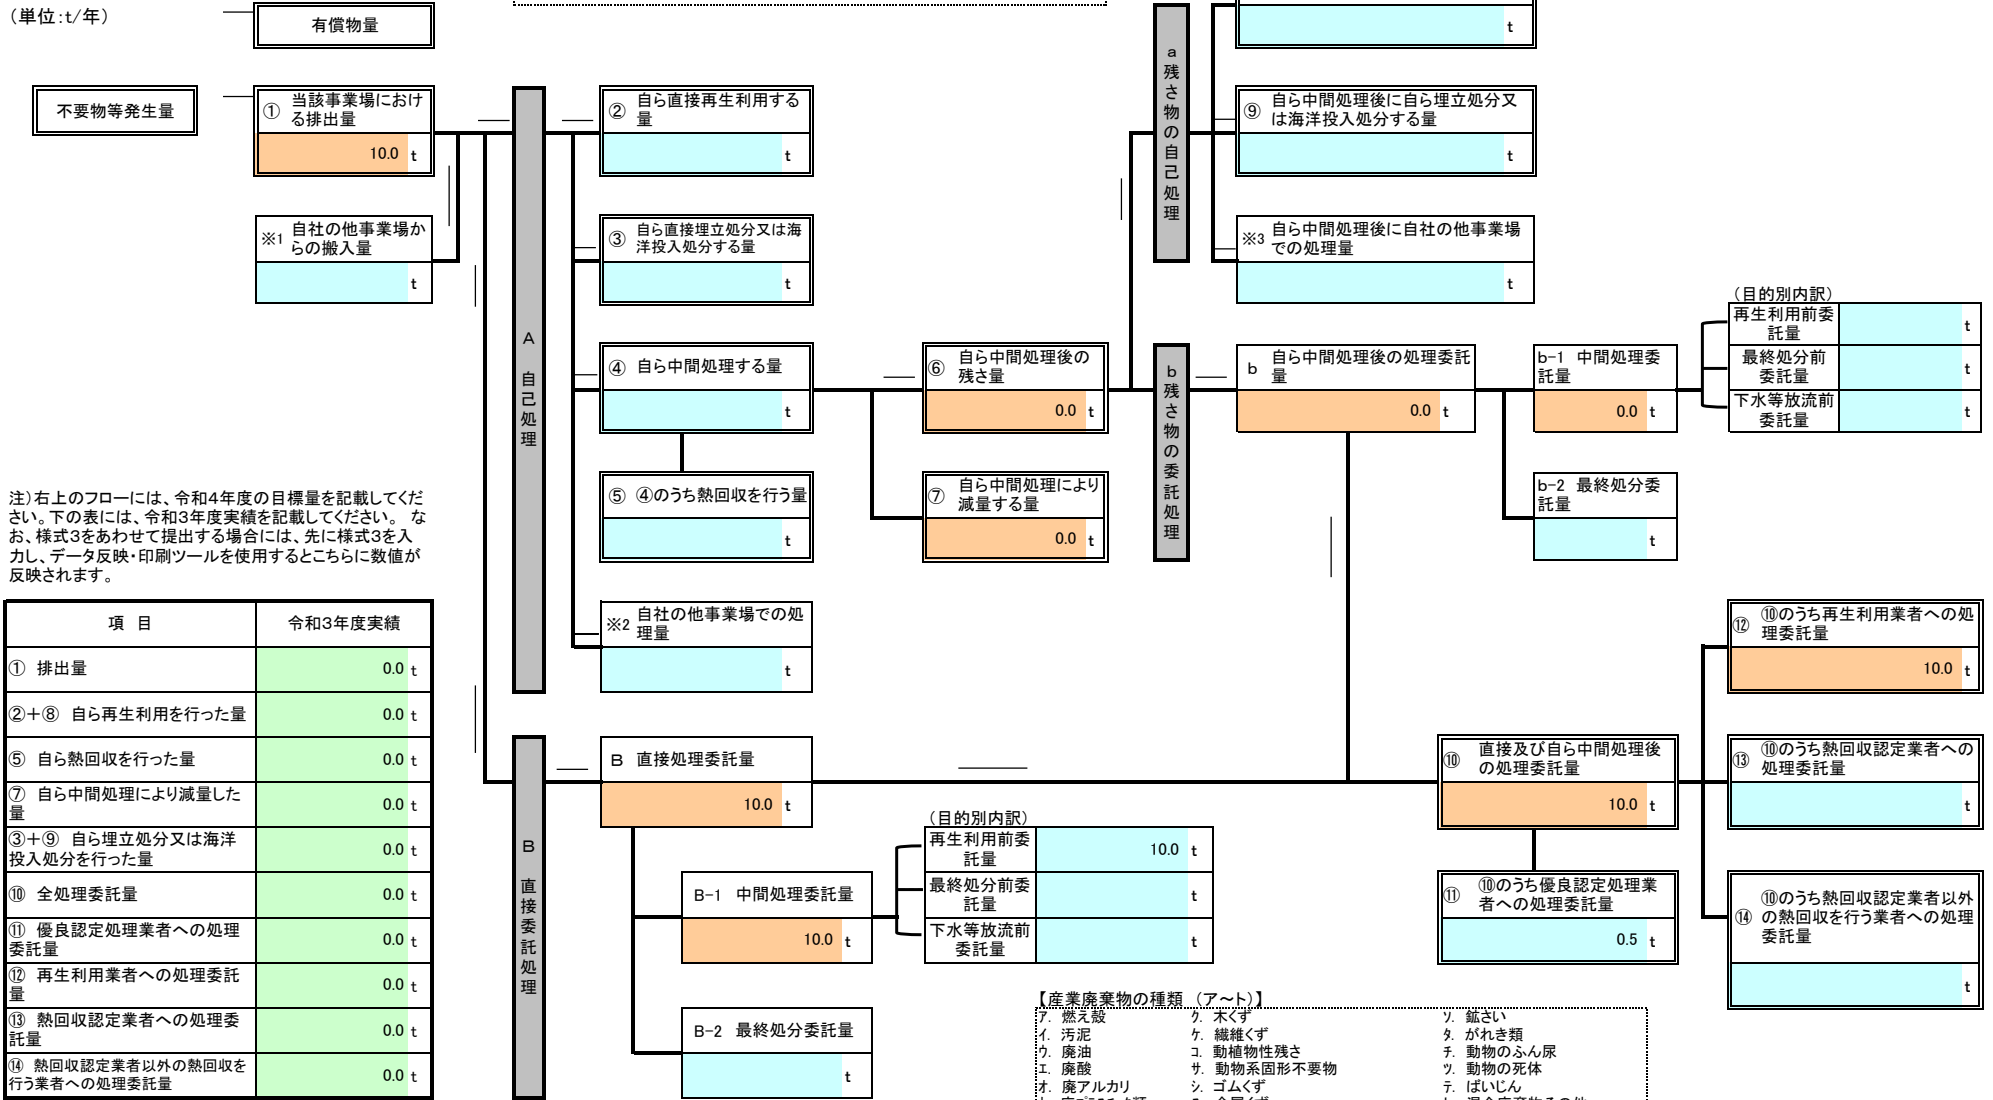 （単位：t/年）
有償物量
t
不要物等発生量
① 当該事業場におけ
る排出量
10.0 t
※1 自社の他事業場か
らの搬入量
t
A 自己処理
② 自ら直接再生利用する
量
t
③ 自ら直接埋立処分又は海
洋投入処分する量
t
④ 自ら中間処理する量
t
⑤ ④のうち熱回収を行う量
t
※2 自社の他事業場での処
理量
t
⑥ 自ら中間処理後の
残さ量
0.0 t
⑦ 自ら中間処理により
減量する量
0.0 t
a 残さ物の自己処理
⑨ 自ら中間処理後に自ら埋立処分又
は海洋投入処分する量
t
※3 自ら中間処理後に自社の他事業場
での処理量
t
b 残さ物の委託処理
b 自ら中間処理後の処理委託
量
0.0 t
b-1 中間処理委
託量
0.0 t
b-2 最終処分委
託量
t
（目的別内訳）
再生利用前委
託量
t
最終処分前
委託量
t
下水等放流前
委託量
t
注）右上のフローには、令和4年度の目標量を記載してくだ
さい。下の表には、令和3年度実績を記載してください。 な
お、様式3をあわせて提出する場合には、先に様式3を入
力し、データ反映・印刷ツールを使用するとこちらに数値が
反映されます。
項 目 令和3年度実績
① 排出量 0.0 t
②＋⑧ 自ら再生利用を行った量 0.0 t
⑤ 自ら熱回収を行った量 0.0 t
⑦ 自ら中間処理により減量した
量 0.0 t
③＋⑨ 自ら埋立処分又は海洋
投入処分を行った量 0.0 t
⑩ 全処理委託量 0.0 t
⑪ 優良認定処理業者への処理
委託量 0.0 t
⑫ 再生利用業者への処理委託
量 0.0 t
⑬ 熱回収認定業者への処理委
託量 0.0 t
⑭ 熱回収認定業者以外の熱回収を
行う業者への処理委託量 0.0 t
B 直接委託処理
B 直接処理委託量
10.0 t
B-1 中間処理委託量
10.0 t
B-2 最終処分委託量
t
（目的別内訳）
再生利用前委
託量
10.0 t
最終処分前委
託量
t
下水等放流前
委託量
t
⑩ 直接及び自ら中間処理後
の処理委託量
10.0 t
⑪ ⑩のうち優良認定処理業
者への処理委託量
0.5 t
⑫ ⑩のうち再生利用業者への処
理委託量
10.0 t
⑬ ⑩のうち熱回収認定業者への
処理委託量
t
⑭ ⑩のうち熱回収認定業者以外
の熱回収を行う業者への処理
委託量
t
【産業廃棄物の種類 （ア～ト）】
ア. 燃え殻 ク. 木くず ソ. 鉱さい
イ. 汚泥 ケ. 繊維くず タ. がれき類
ウ. 廃油 コ. 動植物性残さ チ. 動物のふん尿
エ. 廃酸 サ. 動物系固形不要物 ツ. 動物の死体
オ. 廃アルカリ シ. ゴムくず テ. ばいじん